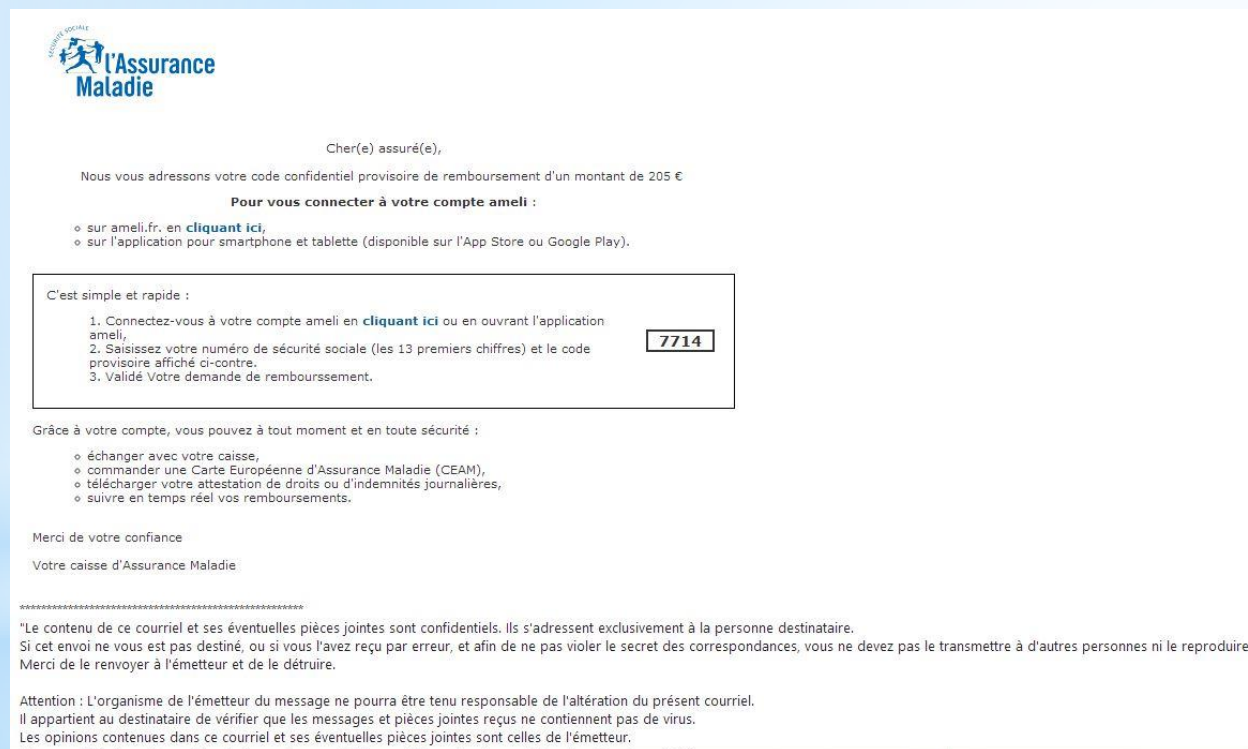 SÉCURITÉ SOCIALE
l'Assurance
Maladie
Cher(e) assuré(e),
Nous vous adressons votre code confidentiel provisoire de remboursement d'un montant de 205 €
Pour vous connecter à votre compte ameli :
sur ameli.fr. en cliquant ici,
sur l'application pour smartphone et tablette (disponible sur l'App Store ou Google Play).
C'est simple et rapide :
1. Connectez-vous à votre compte ameli en cliquant ici ou en ouvrant l'application
ameli,
2. Saisissez votre numéro de sécurité sociale (les 13 premiers chiffres) et le code
provisoire affiché ci-contre.
3. Validé Votre demande de rembourssement.
7714
Grâce à votre compte, vous pouvez à tout moment et en toute sécurité :
échanger avec votre caisse,
commander une Carte Européenne d'Assurance Maladie (CEAM),
télécharger votre attestation de droits ou d'indemnités journalières,
suivre en temps réel vos remboursements.
Merci de votre confiance
Votre caisse d'Assurance Maladie
*********************************************************
"Le contenu de ce courriel et ses éventuelles pièces jointes sont confidentiels. Ils s'adressent exclusivement à la personne destinataire.
Si cet envoi ne vous est pas destiné, ou si vous l'avez reçu par erreur, et afin de ne pas violer le secret des correspondances, vous ne devez pas le transmettre à d'autres personnes ni le reproduire
Merci de le renvoyer à l'émetteur et de le détruire.
Attention : L'organisme de l'émetteur du message ne pourra être tenu responsable de l'altération du présent courriel.
Il appartient au destinataire de vérifier que les messages et pièces jointes reçus ne contiennent pas de virus.
Les opinions contenues dans ce courriel et ses éventuelles pièces jointes sont celles de l'émetteur.